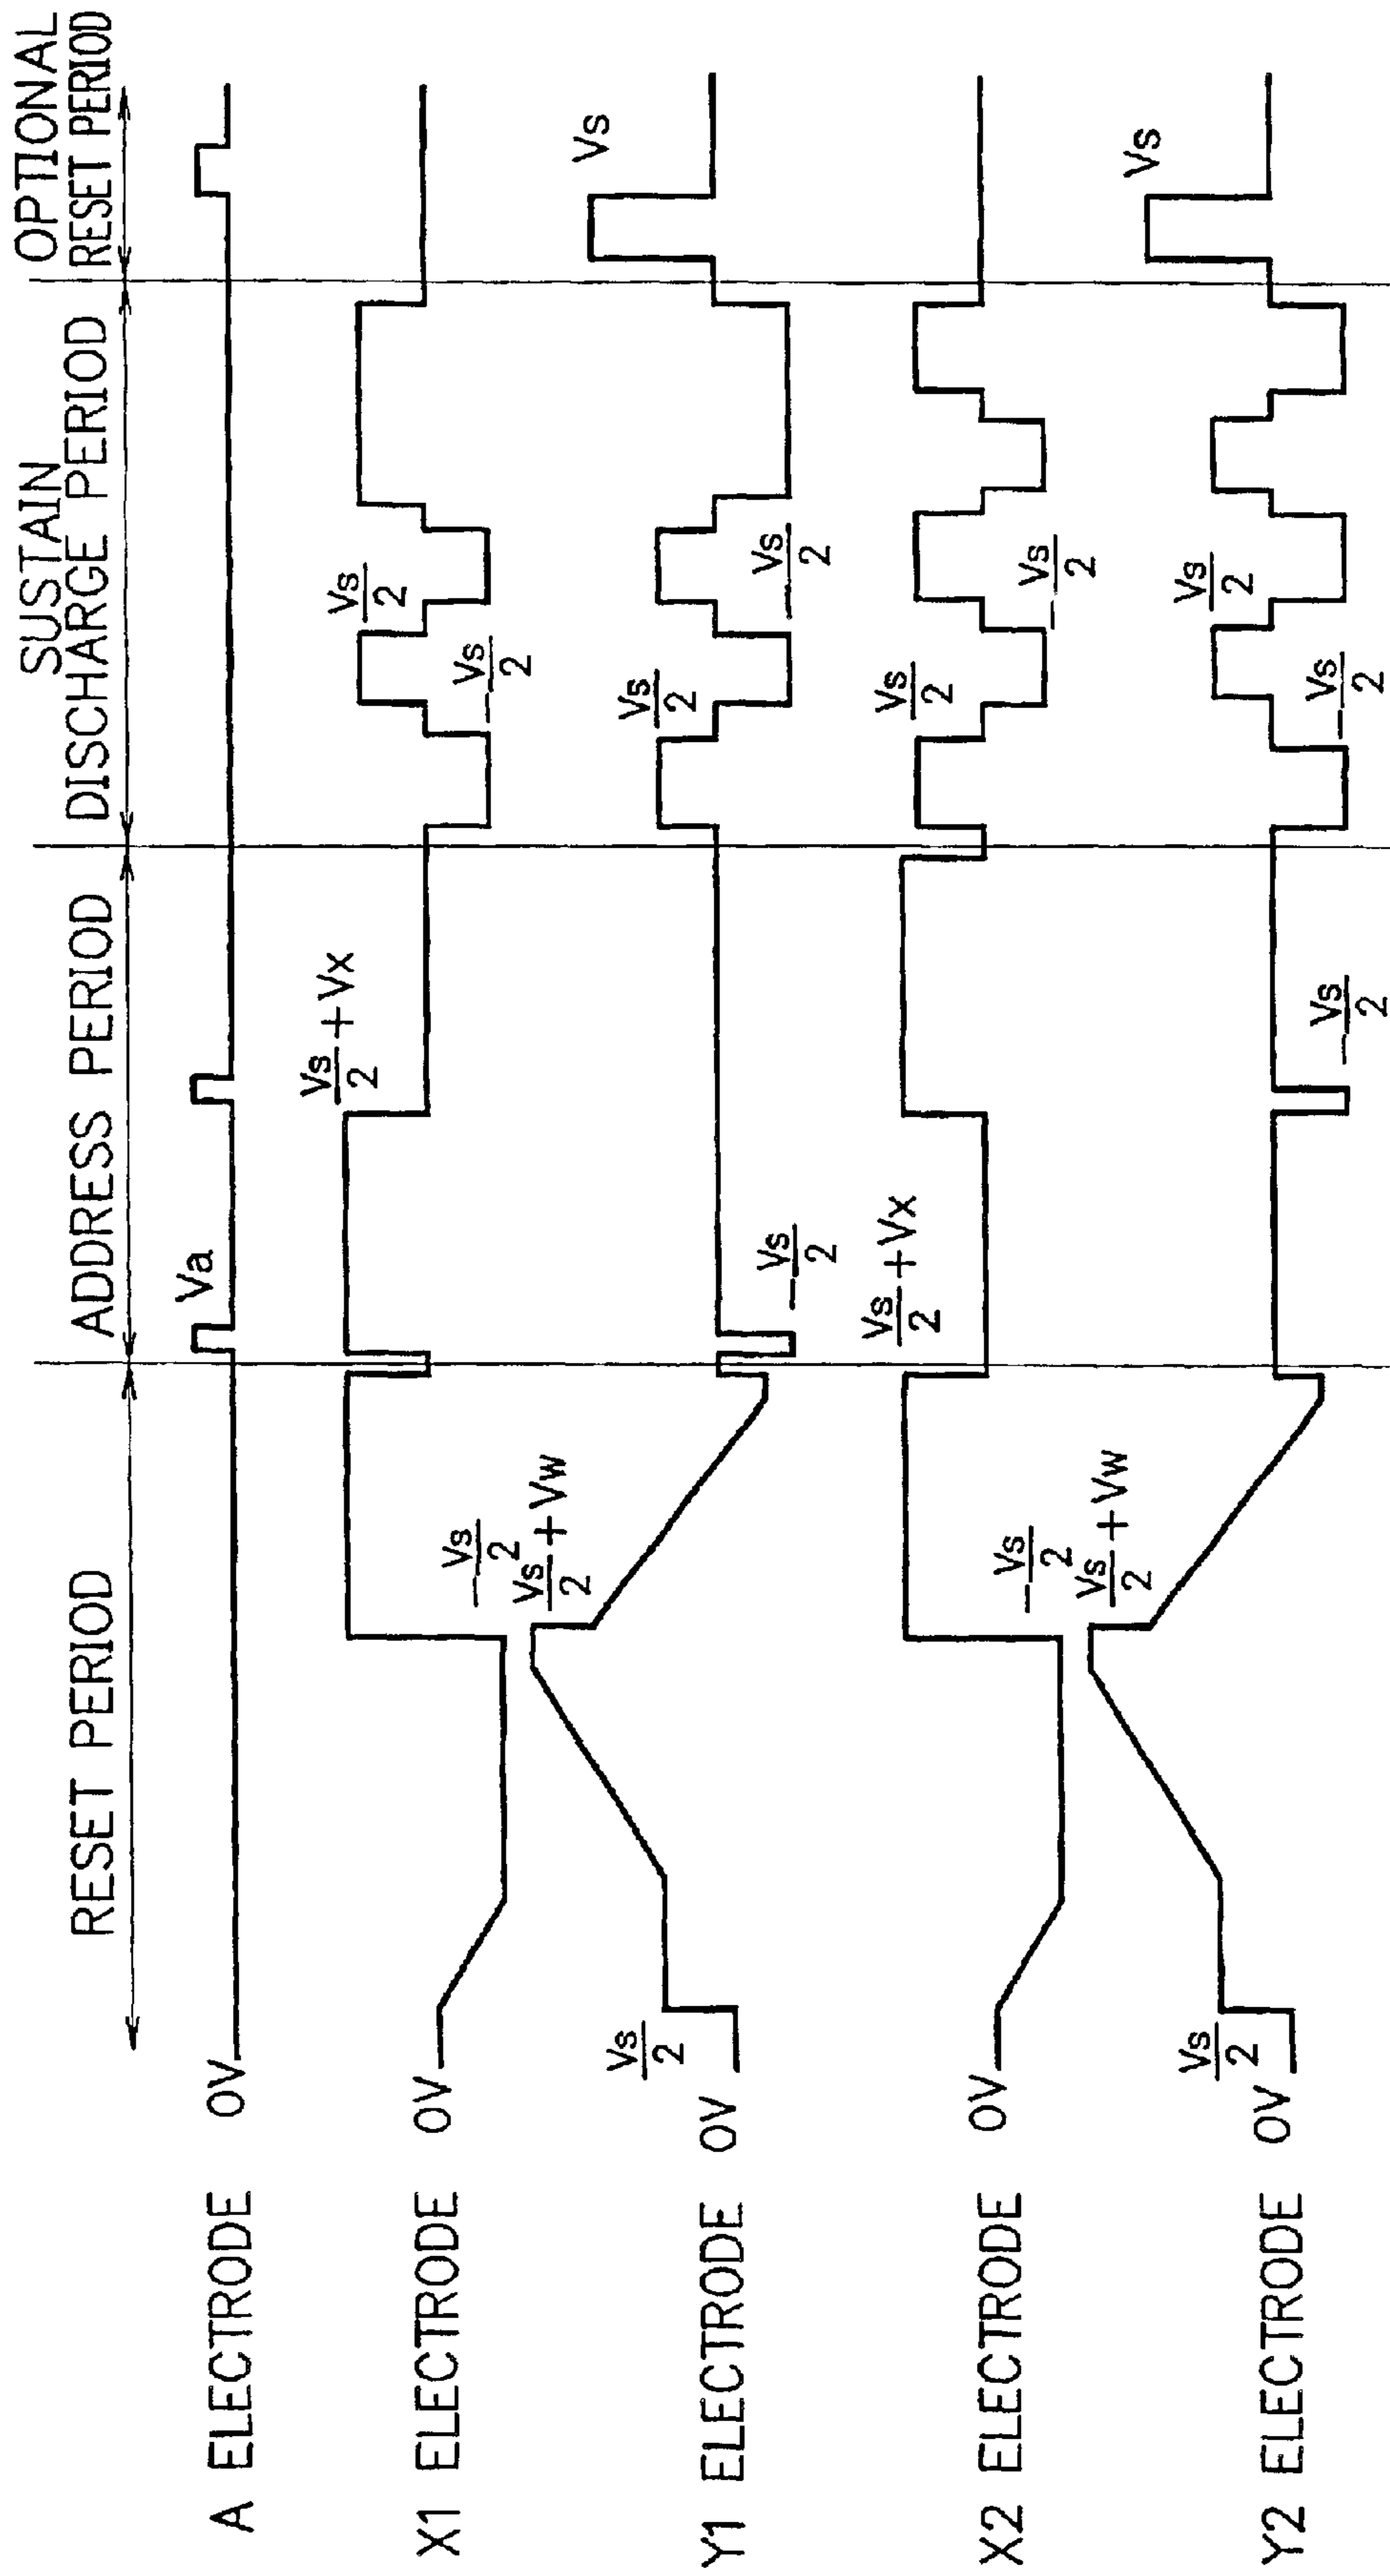 RESET PERIOD
ADDRESS PERIOD
SUSTAIN
DISCHARGE PERIOD
OPTIONAL
RESET PERIOD
A ELECTRODE 0V
Va
X1 ELECTRODE 0V
-Vs/2
Vs/2+Vx
-Vs/2
Vs/2
Y1 ELECTRODE 0V
Vs/2
Vs/2+Vw
-Vs/2
Vs/2
-Vs/2
Vs
X2 ELECTRODE 0V
-Vs/2
Vs/2+Vx
Vs/2
-Vs/2
Y2 ELECTRODE 0V
Vs/2
Vs/2+Vw
-Vs/2
-Vs/2
Vs/2
Vs